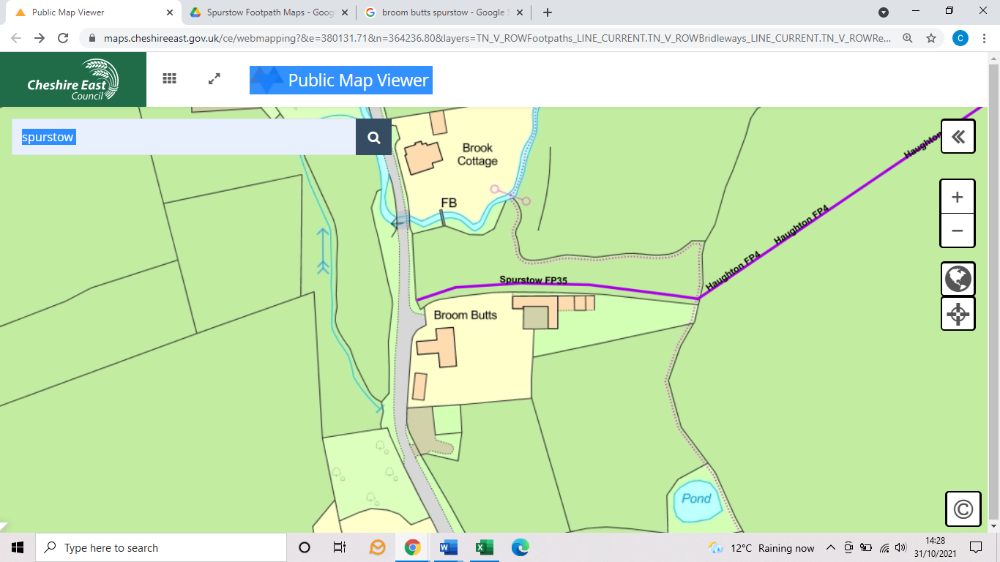 Public Map Viewer
Spurstow Footpath Maps - Goog
broom butts spurstow - Google S
maps.cheshireeast.gov.uk/ce/webmapping?&e=380131.71&n=364236.80&layers=TN_V_ROWFootpaths_LINE_CURRENT.TN_V_ROWBridleways_LINE_CURRENT.TN_V_ROWRe...
C
Cheshire East
Council
Public Map Viewer
spurstow
Brook
Cottage
FB
Haughton
Haughton FP4
Haughton FP4
Spurstow FP35
Broom Butts
Pond
©
Type here to search
12°C Raining now
14:28
31/10/2021